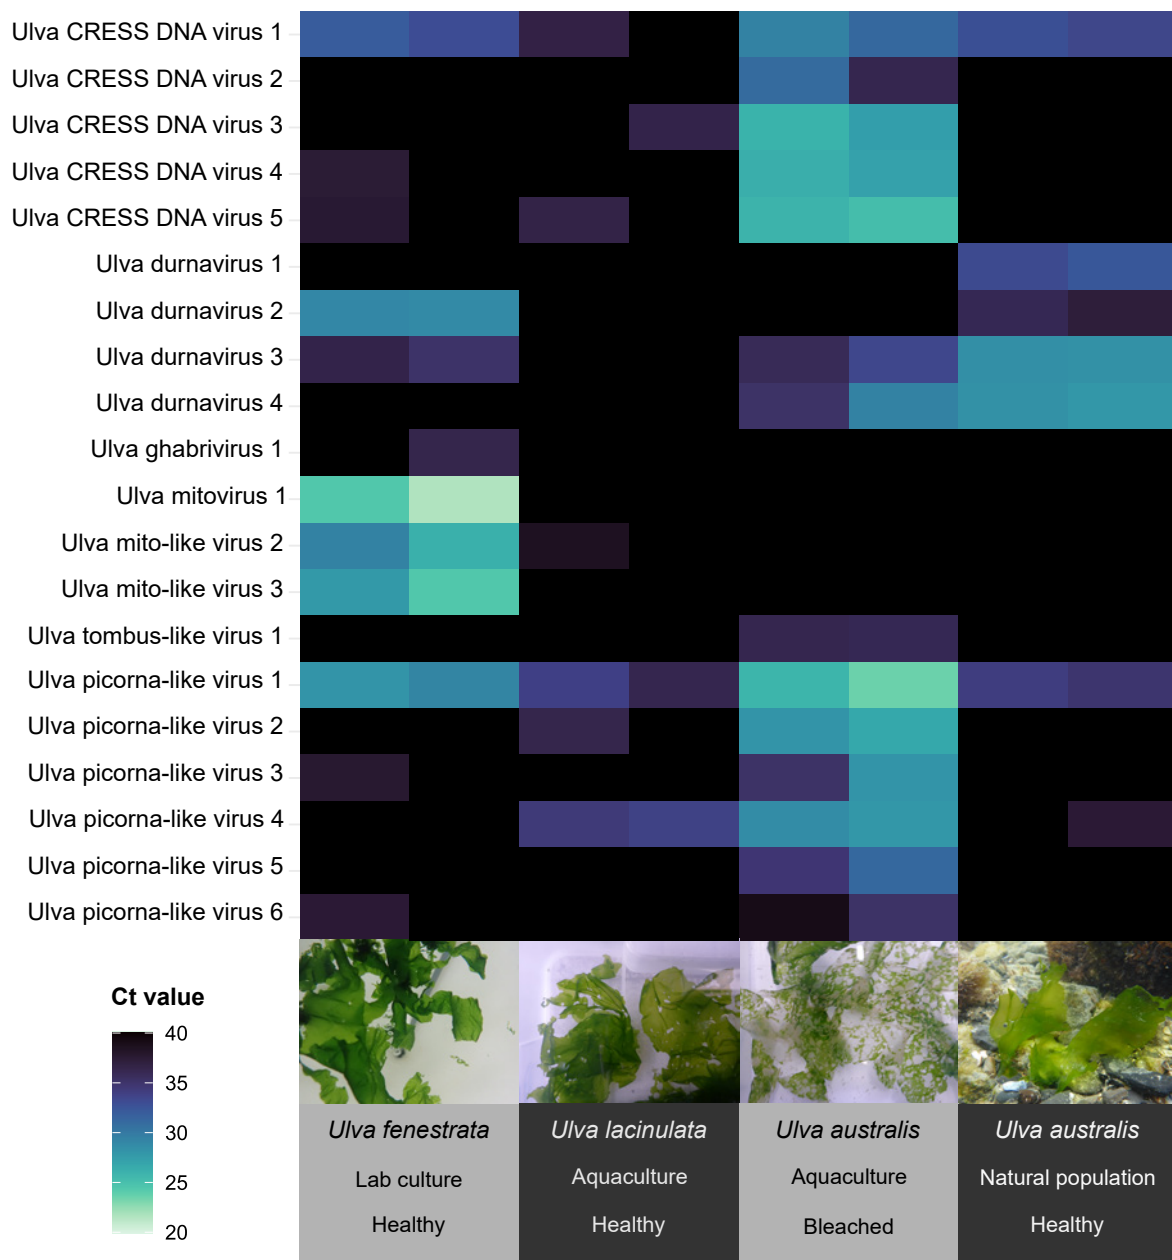 Ulva CRESS DNA virus 1
Ulva CRESS DNA virus 2
Ulva CRESS DNA virus 3
Ulva CRESS DNA virus 4
Ulva CRESS DNA virus 5
Ulva durnavirus 1
Ulva durnavirus 2
Ulva durnavirus 3
Ulva durnavirus 4
Ulva ghabrivirus 1
Ulva mitovirus 1
Ulva mito-like virus 2
Ulva mito-like virus 3
Ulva tombus-like virus 1
Ulva picorna-like virus 1
Ulva picorna-like virus 2
Ulva picorna-like virus 3
Ulva picorna-like virus 4
Ulva picorna-like virus 5
Ulva picorna-like virus 6
Ct value
40
35
30
25
20
Ulva fenestrata
Lab culture
Healthy
Ulva lacinulata
Aquaculture
Healthy
Ulva australis
Aquaculture
Bleached
Ulva australis
Natural population
Healthy